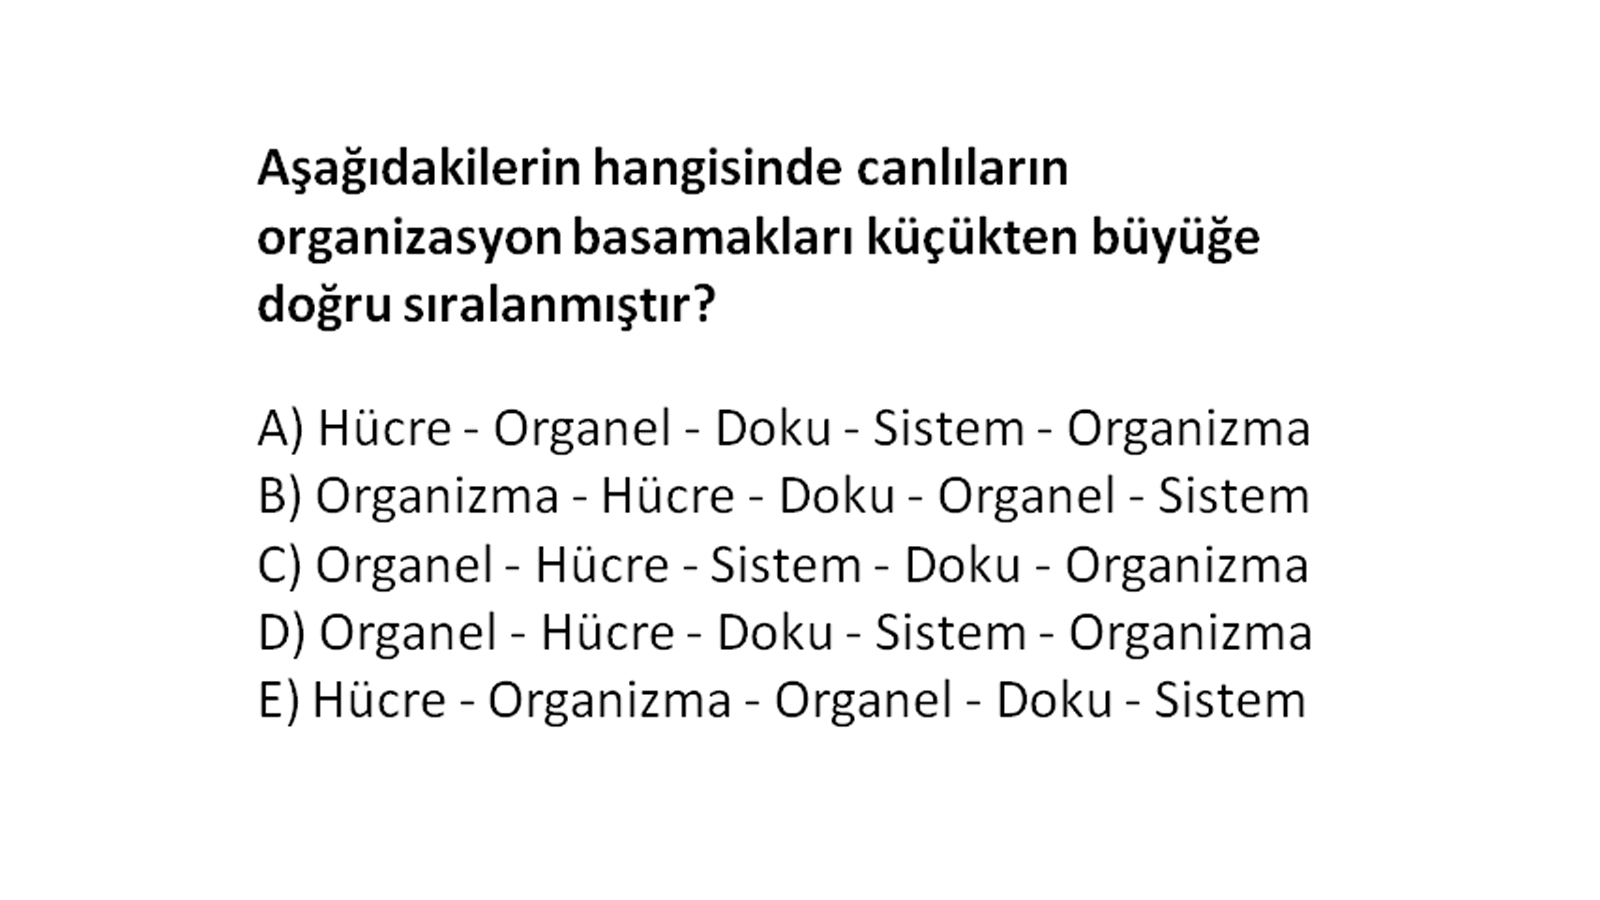 Aşağıdakilerin hangisinde canlıların
organizasyon basamakları küçükten büyüğe
doğru sıralanmıştır?
A) Hücre - Organel - Doku - Sistem - Organizma
B) Organizma - Hücre - Doku - Organel - Sistem
C) Organel - Hücre - Sistem - Doku - Organizma
D) Organel - Hücre - Doku - Sistem - Organizma
E) Hücre - Organizma - Organel - Doku - Sistem